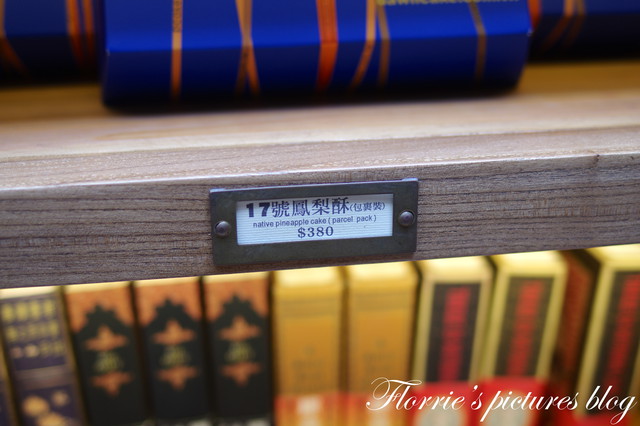 17號鳳梨酥(包裹裝)
native pineapple cake ( parcel pack )
$380
Florrie's pictures blog